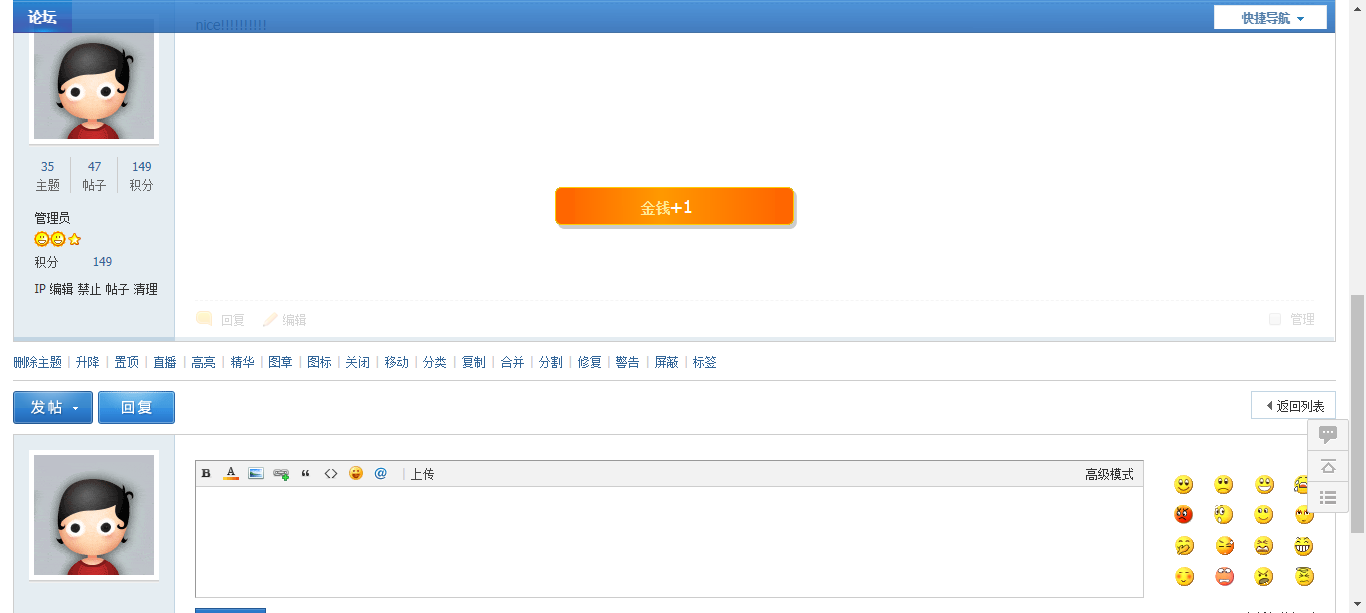 论坛
快捷导航
nice!!!!!!!!!!
35 47 149
主题 帖子 积分
金钱+1
管理员
积分 149
IP 编辑 禁止 帖子 清理
回复 编辑 管理
删除主题 | 升降 | 置顶 | 直播 | 高亮 | 精华 | 图章 | 图标 | 关闭 | 移动 | 分类 | 复制 | 合并 | 分割 | 修复 | 警告 | 屏蔽 | 标签
发帖 回复 返回列表
B A “ <> @ | 上传 高级模式